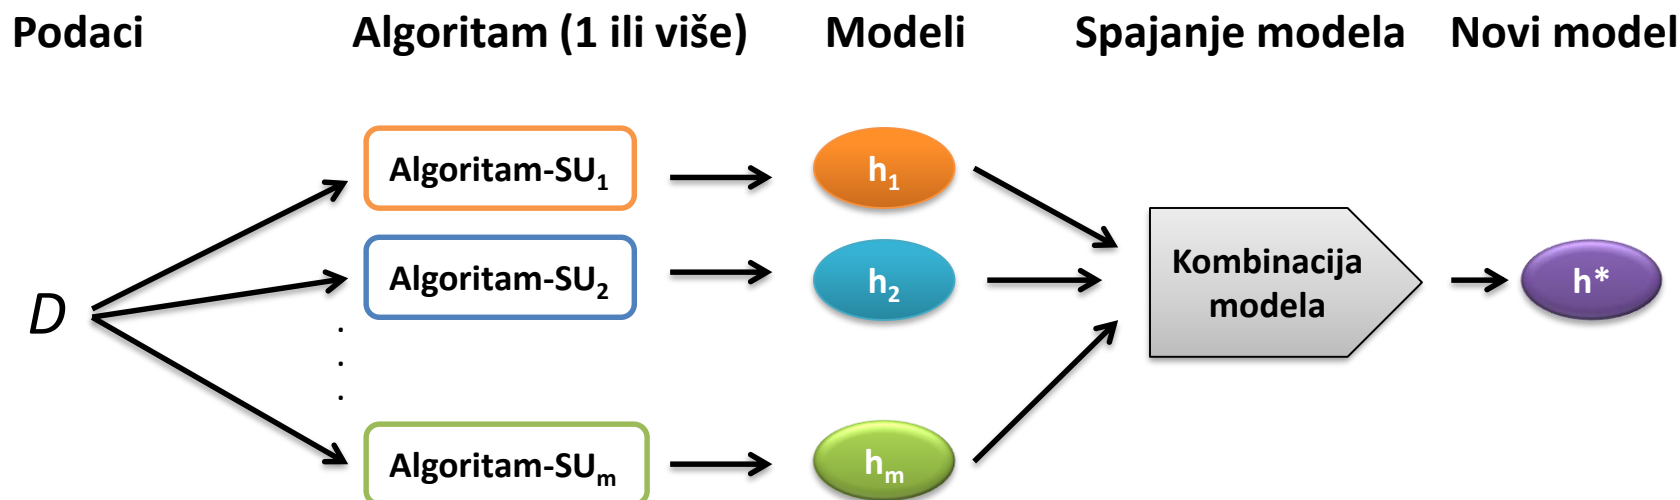 Podaci
Algoritam (1 ili više)
Modeli
Spajanje modela
Novi model
D
Algoritam-SU₁
h₁
Algoritam-SU₂
h₂
.
.
.
Algoritam-SUₘ
hₘ
Kombinacija
modela
h*